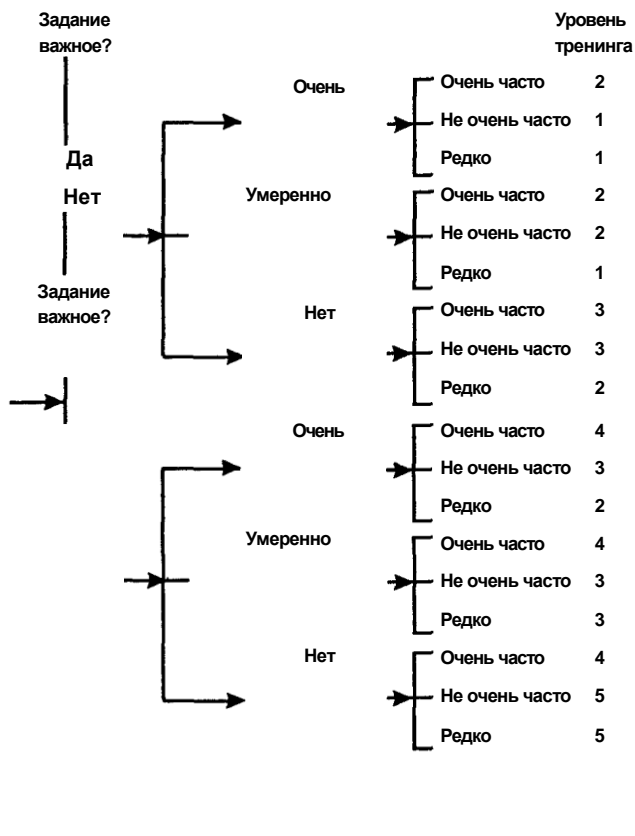 Задание
важное?
Уровень
тренинга
Очень
Очень часто 2
Не очень часто 1
Редко 1
Да
Нет
Умеренно
Очень часто 2
Не очень часто 2
Редко 1
Задание
важное?
Нет
Очень часто 3
Не очень часто 3
Редко 2
Очень
Очень часто 4
Не очень часто 3
Редко 2
Умеренно
Очень часто 4
Не очень часто 3
Редко 3
Нет
Очень часто 4
Не очень часто 5
Редко 5